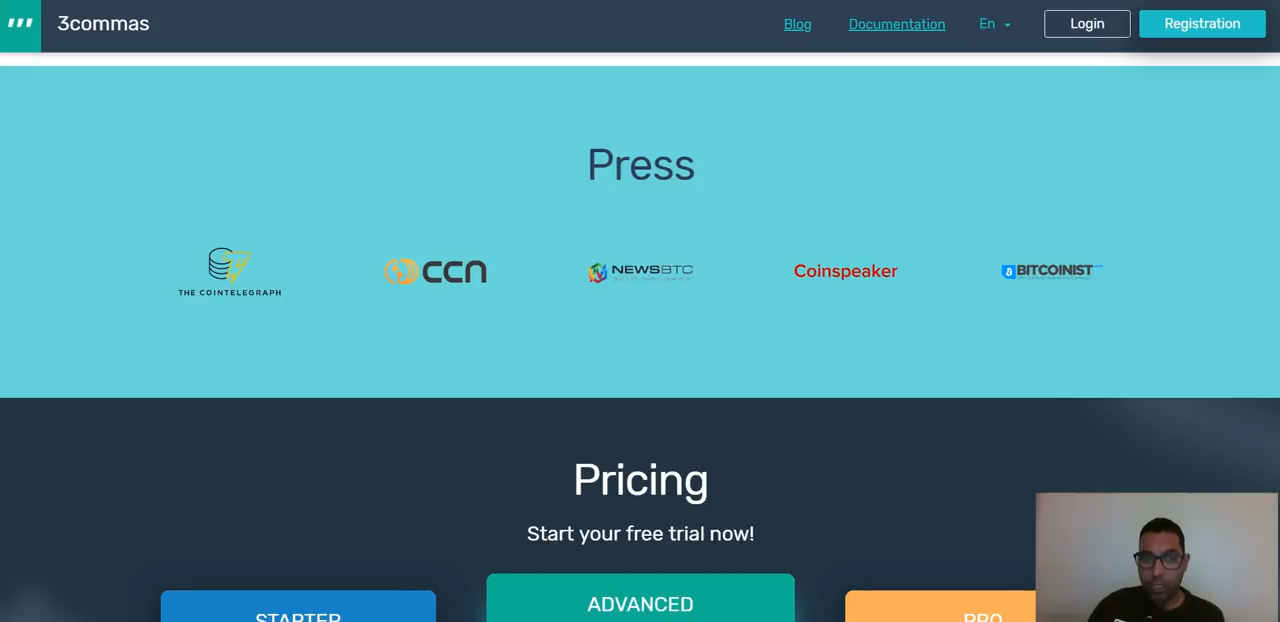 3commas
Blog
Documentation
En
Login
Registration
Press
THE COINTELEGRAPH
ccn
NEWSBTC
Coinspeaker
BITCOINIST
Pricing
Start your free trial now!
STARTER
ADVANCED
PRO